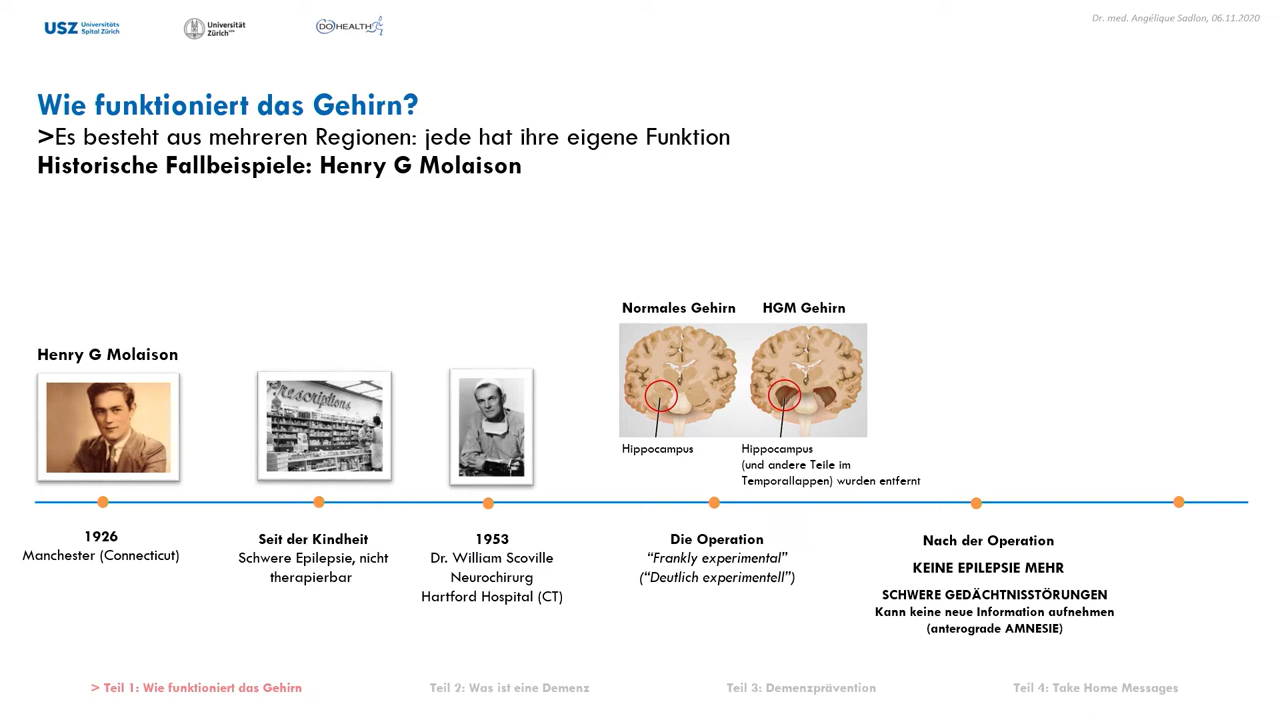 USZ Universitäts Spital Zürich
Universität Zürich
DO HEALTH
Dr. med. Angélique Sadlon, 06.11.2020
Wie funktioniert das Gehirn?
>Es besteht aus mehreren Regionen: jede hat ihre eigene Funktion
Historische Fallbeispiele: Henry G Molaison
Normales Gehirn
HGM Gehirn
Henry G Molaison
Prescriptions
Hippocampus
Hippocampus
(und andere Teile im
Temporallappen) wurden entfernt
1926
Manchester (Connecticut)
Seit der Kindheit
Schwere Epilepsie, nicht
therapierbar
1953
Dr. William Scoville
Neurochirurg
Hartford Hospital (CT)
Die Operation
“Frankly experimental”
(“Deutlich experimentell”)
Nach der Operation
KEINE EPILEPSIE MEHR
SCHWERE GEDÄCHTNISSTÖRUNGEN
Kann keine neue Information aufnehmen
(anterograde AMNESIE)
> Teil 1: Wie funktioniert das Gehirn
Teil 2: Was ist eine Demenz
Teil 3: Demenzprävention
Teil 4: Take Home Messages